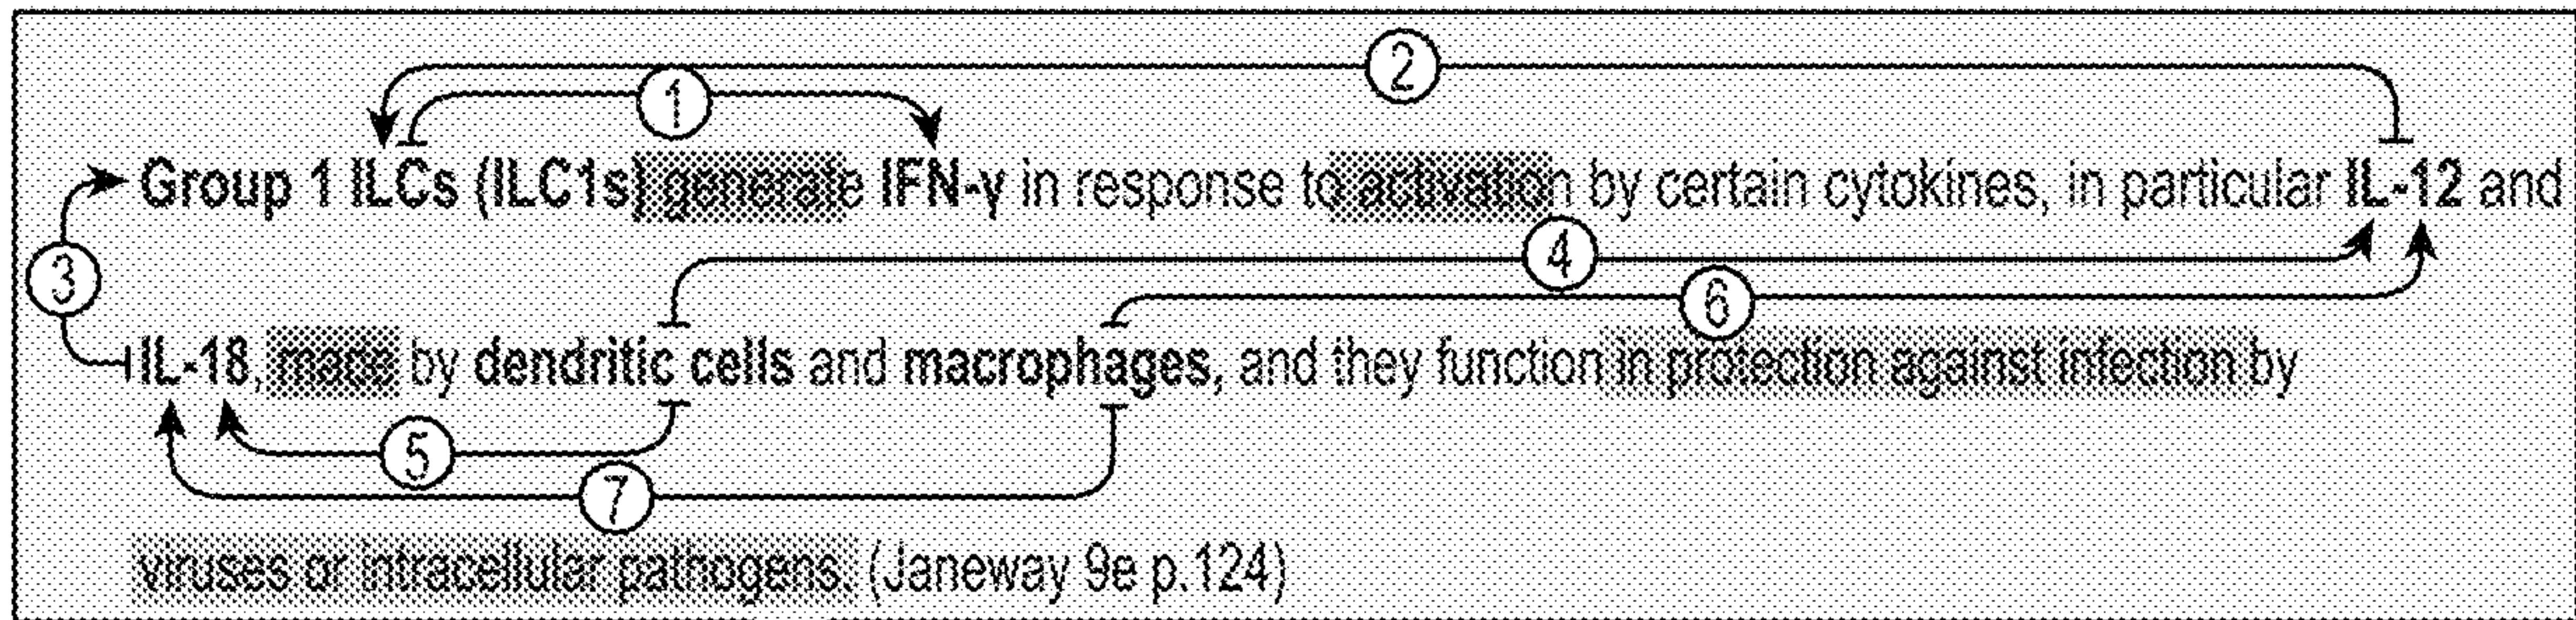 2
1
Group 1 ILCs (ILC1s) generate IFN-γ in response to activation by certain cytokines, in particular IL-12 and
3
4
6
IL-18, made by dendritic cells and macrophages, and they function in protection against infection by
5
7
viruses or intracellular pathogens. (Janeway 9e p.124)